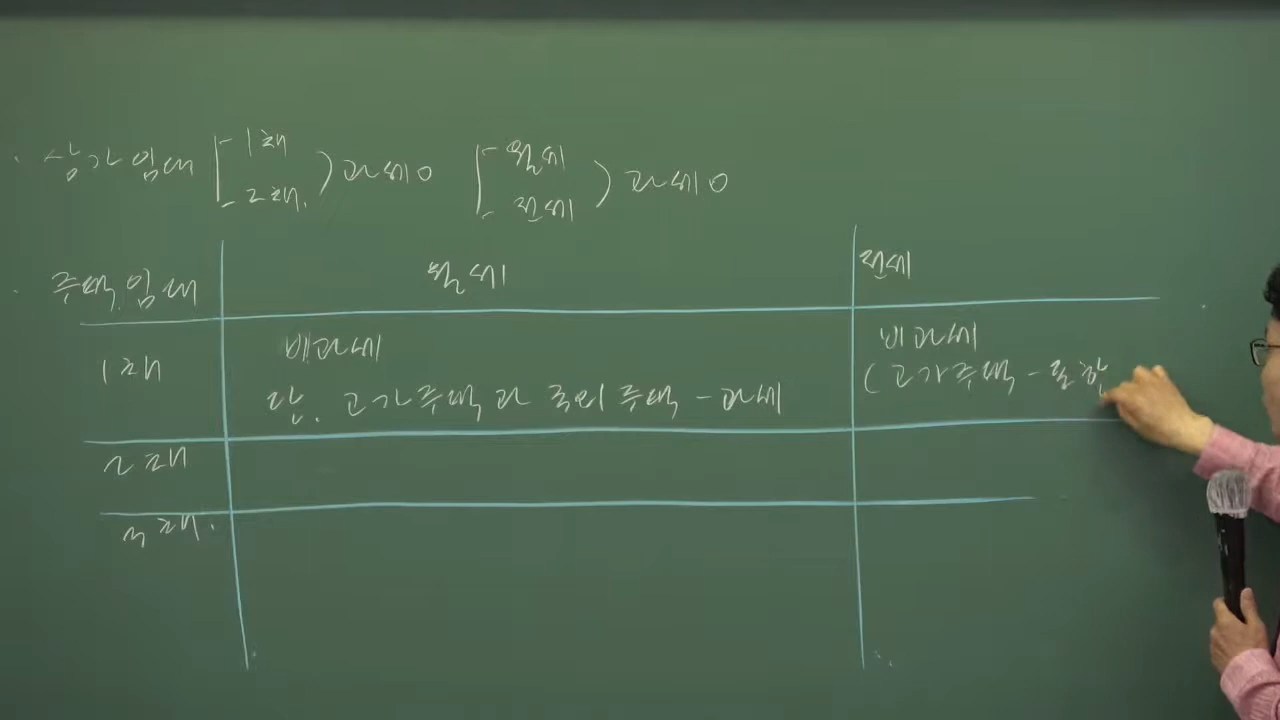 · 상가임대 [ - 1채 - 2채. ) 과세O [ - 월세 - 전세 ) 과세O
· 주택임대 월세 전세
1채 비과세 비과세
단. 고가주택과 국외주택 - 과세 (고가주택 - 포함
2채
3채.